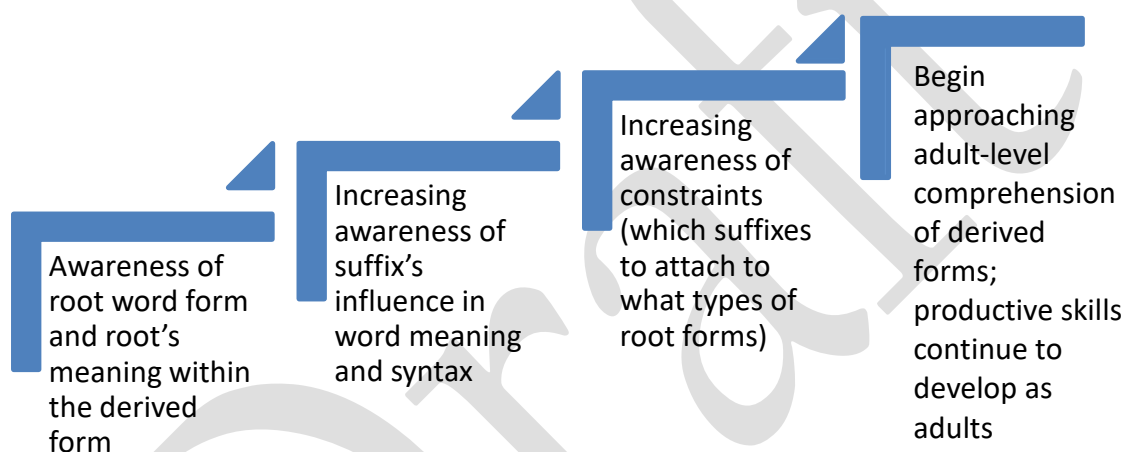 Awareness of
root word form
and root's
meaning within
the derived
form
Increasing
awareness of
suffix's
influence in
word meaning
and syntax
Increasing
awareness of
constraints
(which suffixes
to attach to
what types of
root forms)
Begin
approaching
adult-level
comprehension
of derived
forms;
productive skills
continue to
develop as
adults